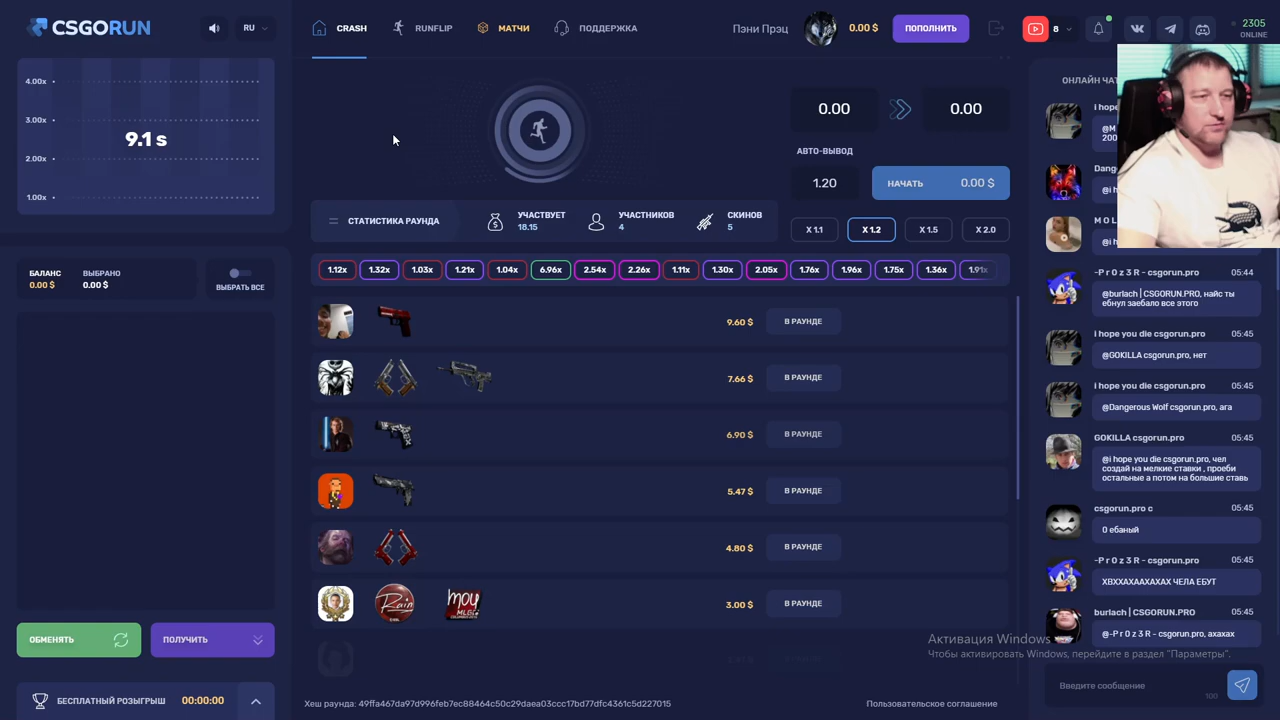 CSGORUN
RU
CRASH
RUNFLIP
МАТЧИ
ПОДДЕРЖКА
Пэни Прэц
0.00 $
ПОПОЛНИТЬ
8
2305
ONLINE
4.00x
3.00x
2.00x
1.00x
9.1 s
0.00
0.00
АВТО-ВЫВОД
1.20
НАЧАТЬ
0.00 $
X 1.1
X 1.2
X 1.5
X 2.0
СТАТИСТИКА РАУНДА
УЧАСТВУЕТ
18.15
УЧАСТНИКОВ
4
СКИНОВ
5
БАЛАНС
0.00 $
ВЫБРАНО
0.00 $
ВЫБРАТЬ ВСЕ
1.12x
1.32x
1.03x
1.21x
1.04x
6.96x
2.54x
2.26x
1.11x
1.30x
2.05x
1.76x
1.96x
1.75x
1.36x
1.91x
9.60 $
В РАУНДЕ
7.66 $
В РАУНДЕ
6.90 $
В РАУНДЕ
5.47 $
В РАУНДЕ
4.80 $
В РАУНДЕ
Rain
моу
3.00 $
В РАУНДЕ
ОБМЕНЯТЬ
ПОЛУЧИТЬ
БЕСПЛАТНЫЙ РОЗЫГРЫШ
00:00:00
Хеш раунда: 49ffa467da97d996feb7ec88464c50c29daea03ccc17bd77dfc4361c5d227015
Пользовательское соглашение
ОНЛАЙН ЧАТ
i hope
@M
200
Dang
@i h
M O L
@i h
-P r 0 z 3 R - csgorun.pro
05:44
@burlach | CSGORUN.PRO, найс ты
ебнул заебало все этого
i hope you die csgorun.pro
05:45
@GOKILLA csgorun.pro, нет
i hope you die csgorun.pro
05:45
@Dangerous Wolf csgorun.pro, ага
GOKILLA csgorun.pro
05:45
@i hope you die csgorun.pro, чел
создай на мелкие ставки , проеби
остальные а потом на большие ставь
csgorun.pro c
05:45
0 ебаный
-P r 0 z 3 R - csgorun.pro
05:45
ХВХХАХААХАХАХ ЧЕЛА ЕБУТ
burlach | CSGORUN.PRO
05:45
@-P r 0 z 3 R - csgorun.pro, ахахах
Активация Windows
Чтобы активировать Windows, перейдите в раздел "Параметры".
Введите сообщение
100